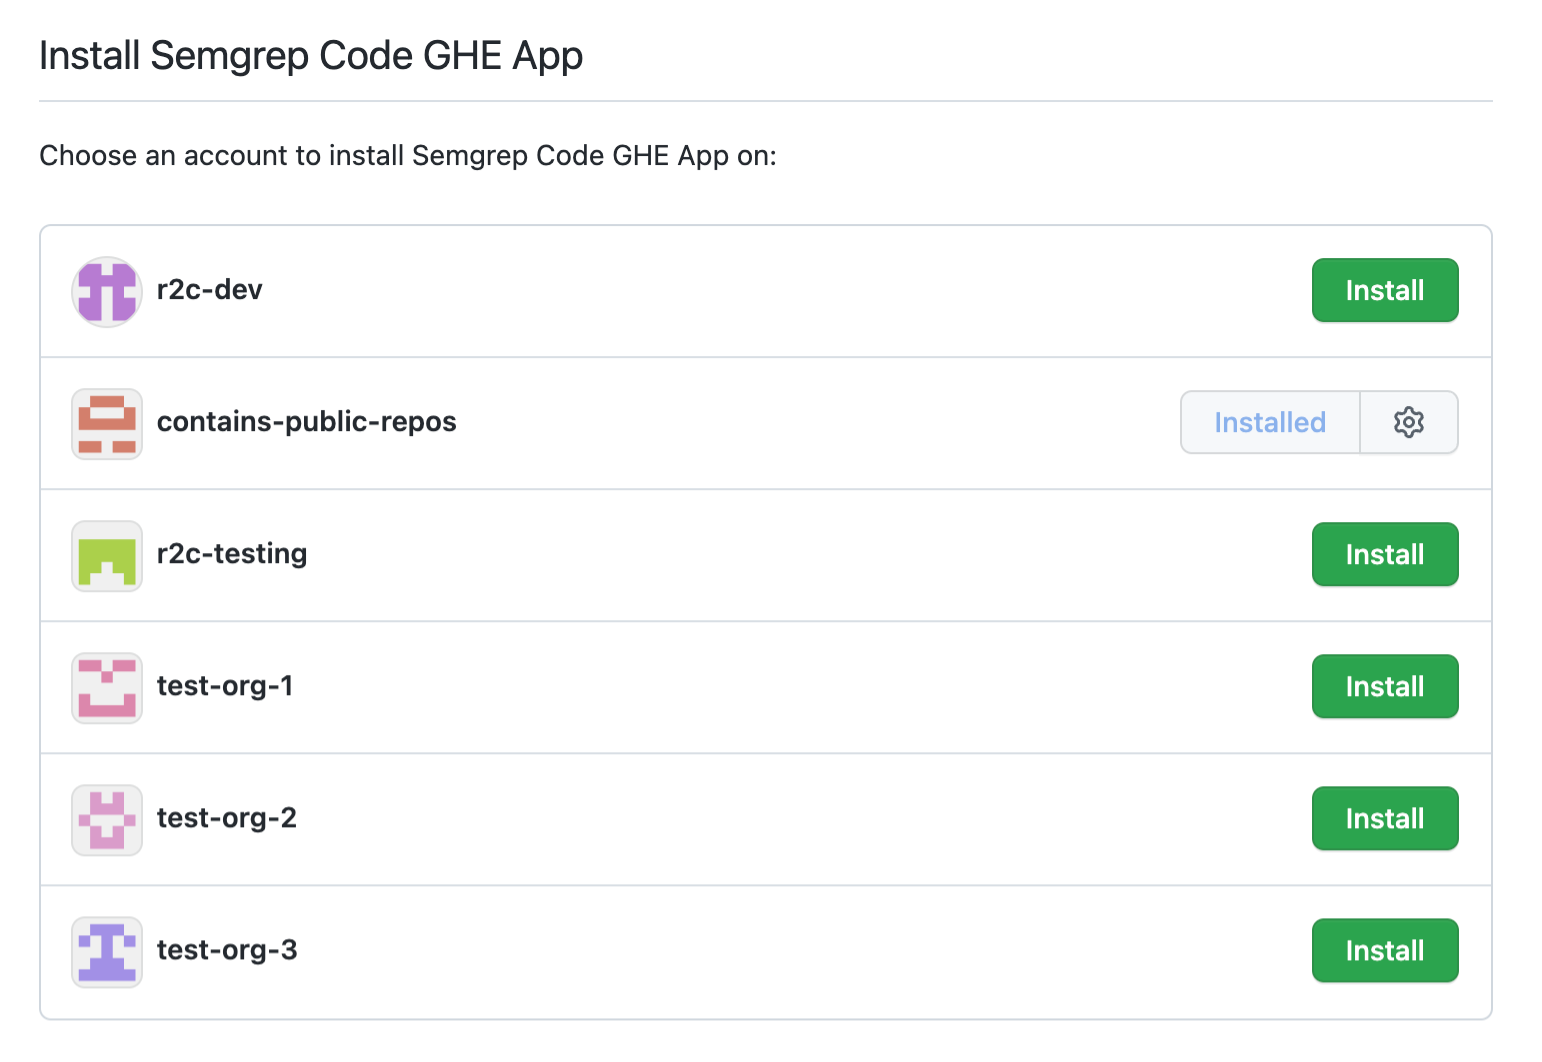 Install Semgrep Code GHE App
Choose an account to install Semgrep Code GHE App on:
r2c-dev Install
contains-public-repos Installed
r2c-testing Install
test-org-1 Install
test-org-2 Install
test-org-3 Install